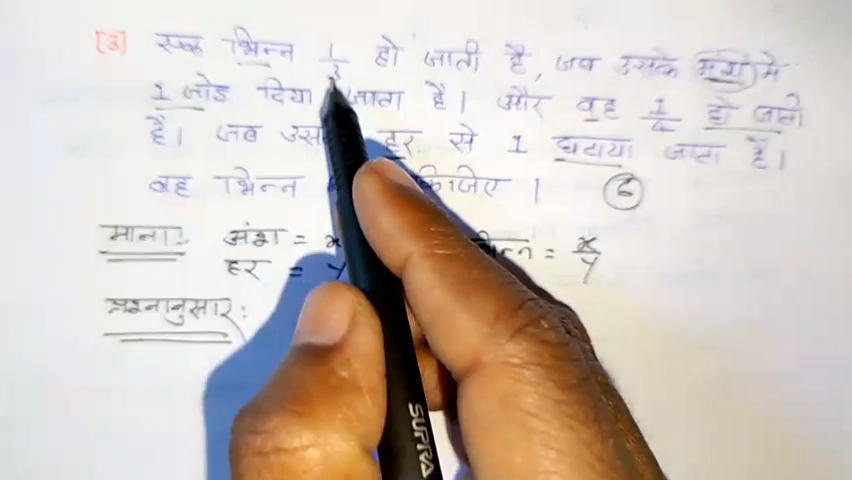 [3] एक भिन्न 1/3 हो जाती है, जब उसके में
1 जोड दिया जाता है। और वह 1/4 हो जाती
है। जब हर से 1 घटाया जाता है।
वह भिन्न कीजिए। (6)
माना: अंश = x भिन्न = x/y
हर = y
प्रश्नानुसार:
SUPRA